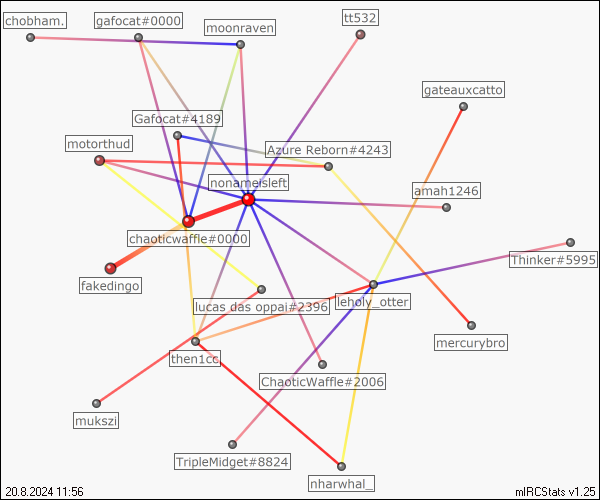 chobham.
gafocat#0000
moonraven
tt532
gateauxcatto
Gafocat#4189
motorthud
Azure Reborn#4243
nonameisleft
amah1246
chaoticwaffle#0000
Thinker#5995
fakedingo
lucas das oppai#2396
leholy_otter
mercurybro
then1cc
ChaoticWaffle#2006
mukszi
TripleMidget#8824
nharwhal_
20.8.2024 11:56
mIRCStats v1.25